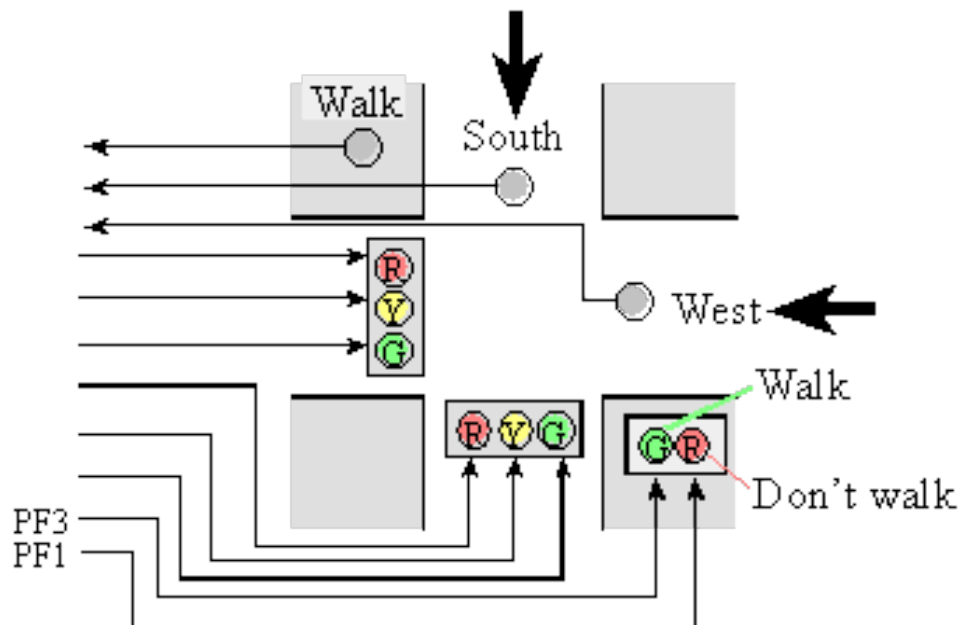 Walk
South
R
Y
G
West
Walk
R Y G
G R
Don't walk
PF3
PF1